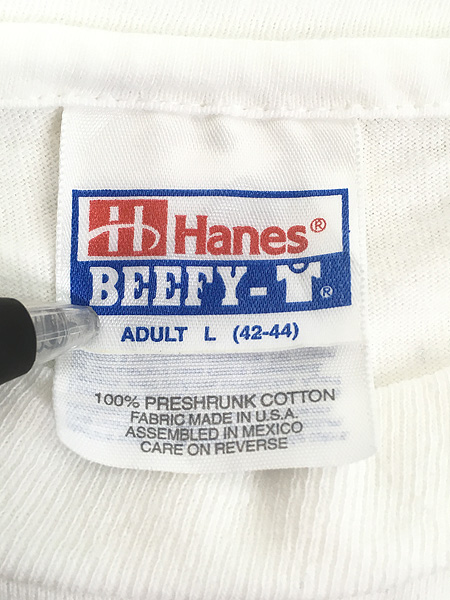 H Hanes®
BEEFY-T®
ADULT L (42-44)
100% PRESHRUNK COTTON
FABRIC MADE IN U.S.A.
ASSEMBLED IN MEXICO
CARE ON REVERSE